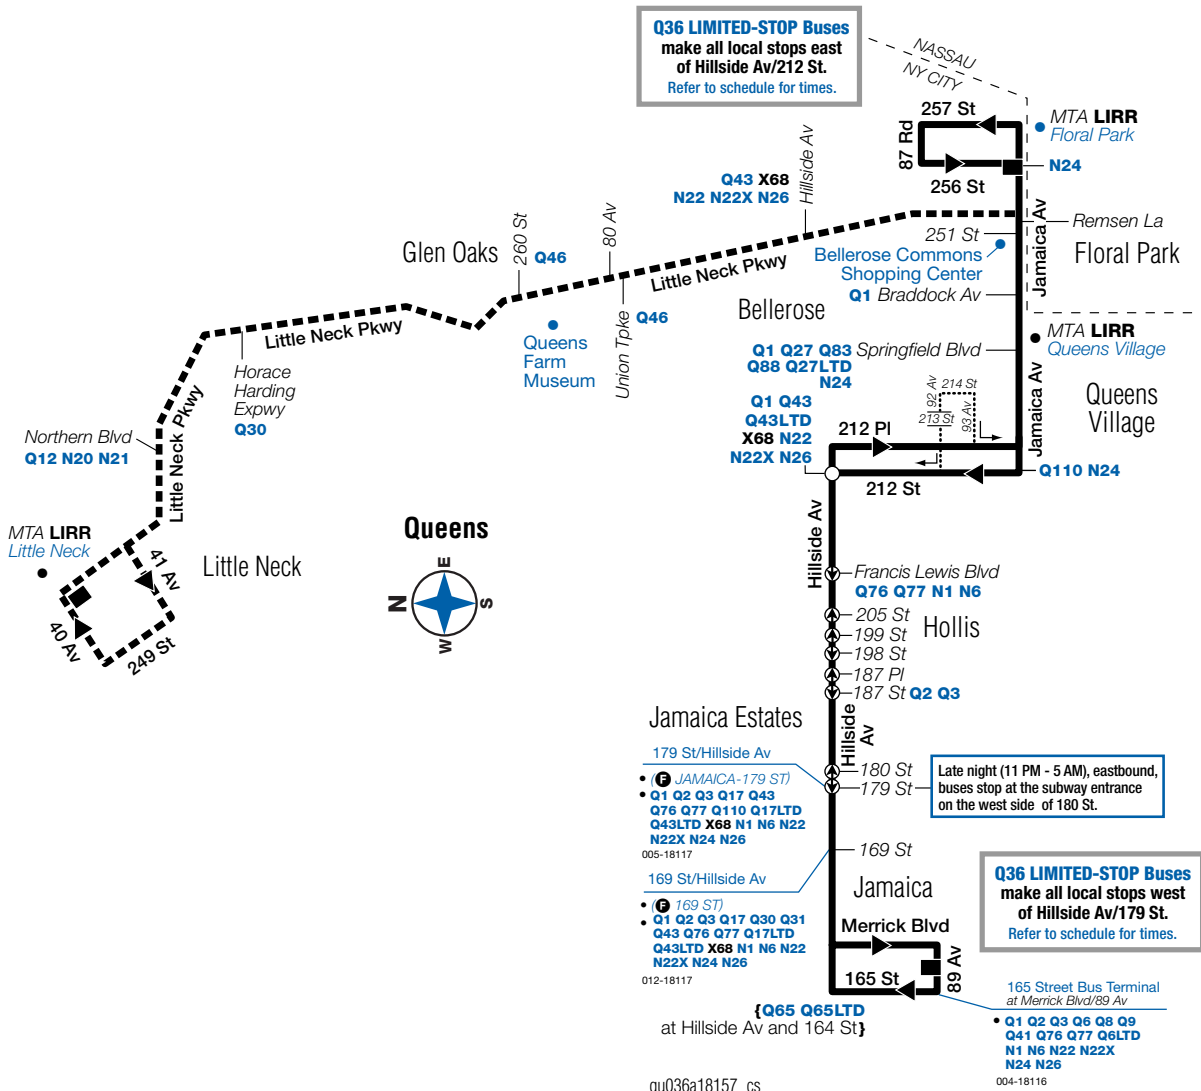 Q36 LIMITED-STOP Buses
make all local stops east
of Hillside Av/212 St.
Refer to schedule for times.
NASSAU
NY CITY
257 St
87 Rd
256 St
MTA LIRR
Floral Park
N24
Hillside Av
Q43 X68
N22 N22X N26
Jamaica Av
Remsen La
251 St
Floral Park
Bellerose Commons
Shopping Center
Q1 Braddock Av
Glen Oaks
260 St
Q46
80 Av
Little Neck Pkwy
Bellerose
Union Tpke
Q46
Queens
Farm
Museum
Little Neck Pkwy
Horace
Harding
Expwy
Q30
Little Neck Pkwy
Northern Blvd
Q12 N20 N21
MTA LIRR
Queens Village
Q1 Q27 Q83 Springfield Blvd
Q88 Q27LTD
N24
Jamaica Av
Queens
Village
92 Av
214 St
213 St
93 Av
Q1 Q43
Q43LTD
X68 N22
N22X N26
212 Pl
212 St
Q110 N24
MTA LIRR
Little Neck
41 Av
40 Av
249 St
Little Neck
Queens
N
E
S
W
Hillside Av
Francis Lewis Blvd
Q76 Q77 N1 N6
205 St
199 St
198 St
187 Pl
187 St Q2 Q3
Hollis
Jamaica Estates
Hillside
Av
179 St/Hillside Av
(F JAMAICA-179 ST)
Q1 Q2 Q3 Q17 Q43
Q76 Q77 Q110 Q17LTD
Q43LTD X68 N1 N6 N22
N22X N24 N26
005-18117
180 St
179 St
Late night (11 PM - 5 AM), eastbound,
buses stop at the subway entrance
on the west side of 180 St.
169 St
169 St/Hillside Av
(F 169 ST)
Q1 Q2 Q3 Q17 Q30 Q31
Q43 Q76 Q77 Q17LTD
Q43LTD X68 N1 N6 N22
N22X N24 N26
012-18117
Jamaica
Q36 LIMITED-STOP Buses
make all local stops west
of Hillside Av/179 St.
Refer to schedule for times.
Merrick Blvd
89 Av
165 St
165 Street Bus Terminal
at Merrick Blvd/89 Av
Q1 Q2 Q3 Q6 Q8 Q9
Q41 Q76 Q77 Q6LTD
N1 N6 N22 N22X
N24 N26
004-18116
{Q65 Q65LTD
at Hillside Av and 164 St}
qu036a18157_cs